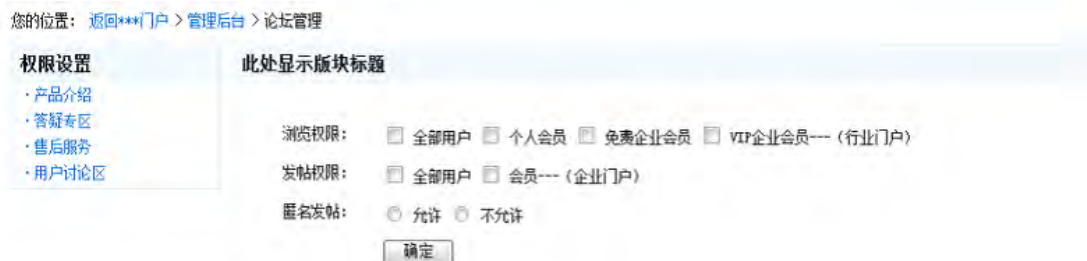 您的位置： 返回***门户 > 管理后台 > 论坛管理
权限设置
·产品介绍
·答疑专区
·售后服务
·用户讨论区
此处显示版块标题
浏览权限： 全部用户 个人会员 免费企业会员 VIP企业会员---（行业门户）
发帖权限： 全部用户 会员---（企业门户）
匿名发帖： 允许 不允许
确定